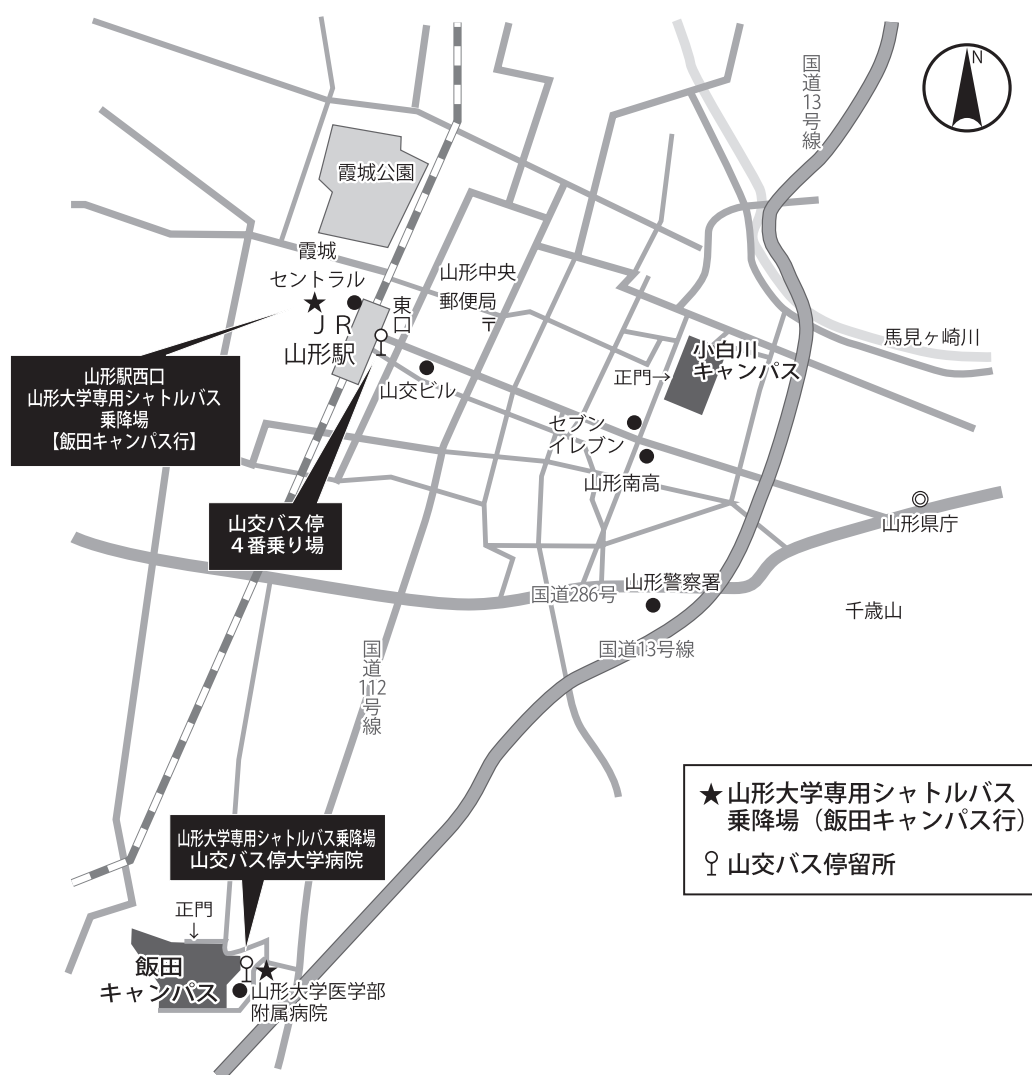 N
国道13号線
霞城公園
霞城
セントラル
山形中央
郵便局
〒
東口
ＪＲ
山形駅
馬見ヶ崎川
小白川
キャンパス
正門→
山交ビル
山形駅西口
山形大学専用シャトルバス
乗降場
【飯田キャンパス行】
セブン
イレブン
山形南高
山交バス停
４番乗り場
山形県庁
国道286号
山形警察署
千歳山
国道13号線
国道112号線
★山形大学専用シャトルバス
乗降場（飯田キャンパス行）
山交バス停留所
山形大学専用シャトルバス乗降場
山交バス停大学病院
正門
↓
飯田
キャンパス
山形大学医学部
附属病院